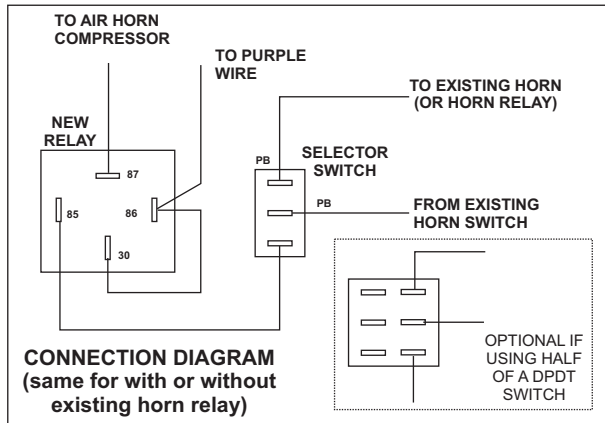 TO AIR HORN
COMPRESSOR
TO PURPLE
WIRE
TO EXISTING HORN
(OR HORN RELAY)
NEW
RELAY
87
85
86
30
PB
SELECTOR
SWITCH
PB
FROM EXISTING
HORN SWITCH
OPTIONAL IF
USING HALF
OF A DPDT
SWITCH
CONNECTION DIAGRAM
(same for with or without
existing horn relay)